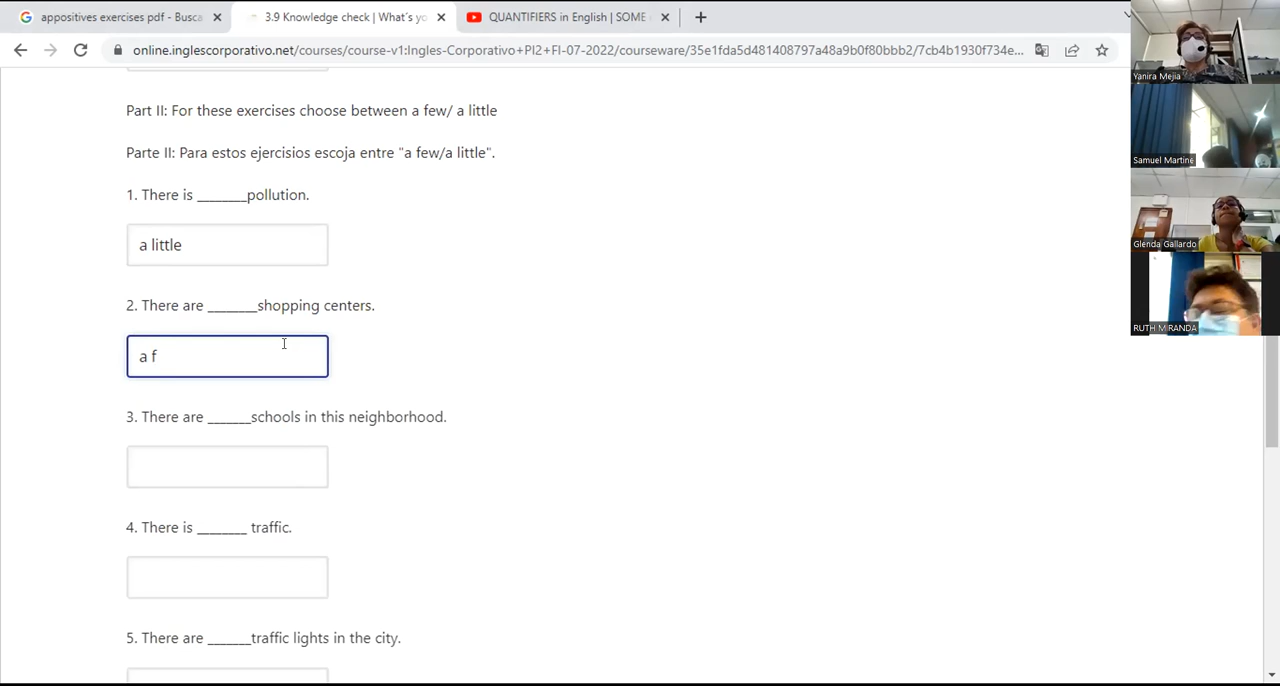 appositives exercises pdf - Busca
3.9 Knowledge check | What's yo
QUANTIFIERS in English | SOME
online.inglescorporativo.net/courses/course-v1:Ingles-Corporativo+PI2+FI-07-2022/courseware/35e1fda5d481408797a48a9b0f80bbb2/7cb4b1930f734e...
Yanira Mejia
Samuel Martine
Glenda Gallardo
RUTH M RANDA
Part II: For these exercises choose between a few/ a little
Parte II: Para estos ejercisios escoja entre "a few/a little".
1. There is _______pollution.
a little
2. There are _______shopping centers.
a f
3. There are ______schools in this neighborhood.
4. There is _______ traffic.
5. There are ______traffic lights in the city.